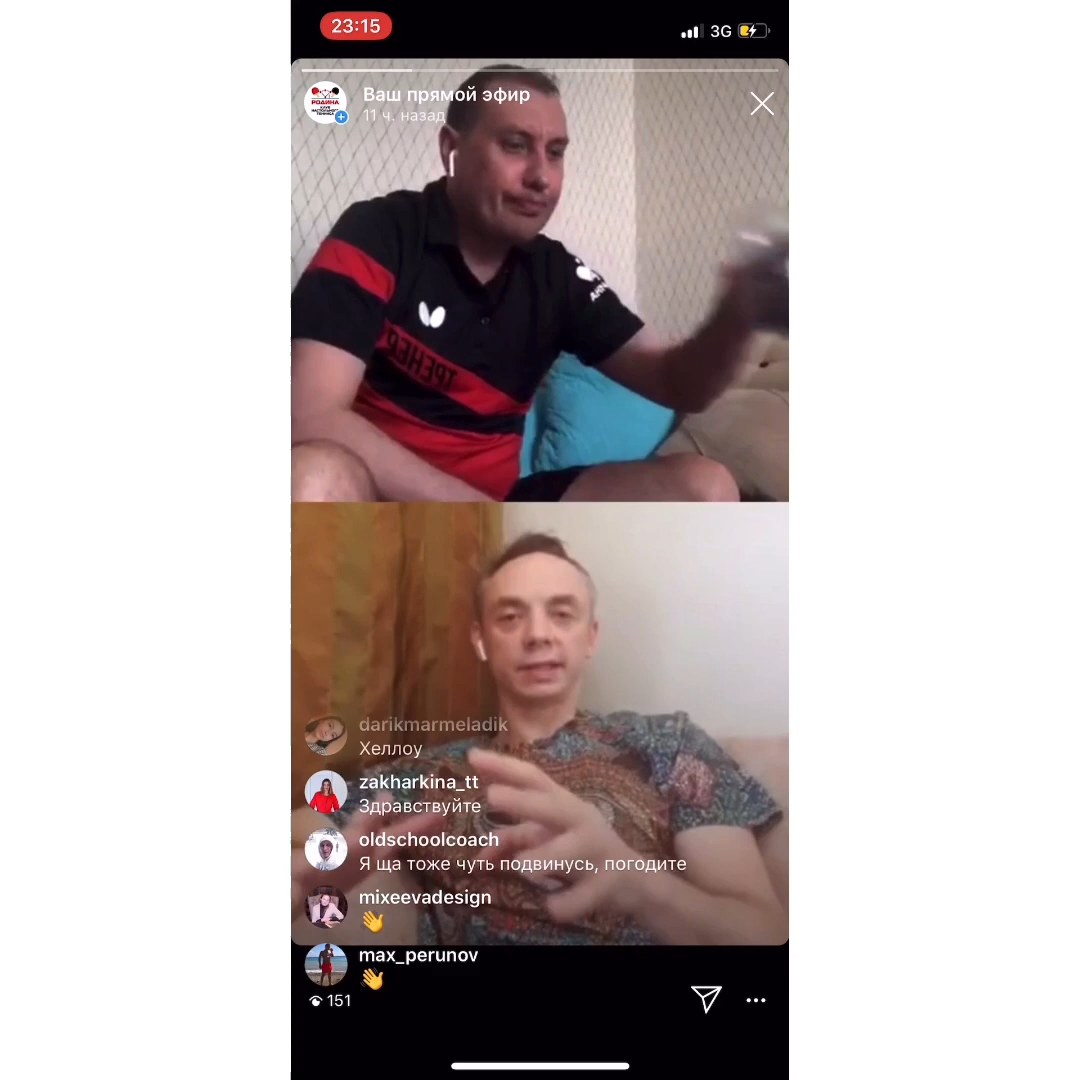 23:15
3G
РОДИНА
Ваш прямой эфир
11 ч. назад
ТРЕНЕР
darikmarmeladik
Хеллоу
zakharkina_tt
Здравствуйте
oldschoolcoach
Я ща тоже чуть подвинусь, погодите
mixeevadesign
👋
max_perunov
👋
151